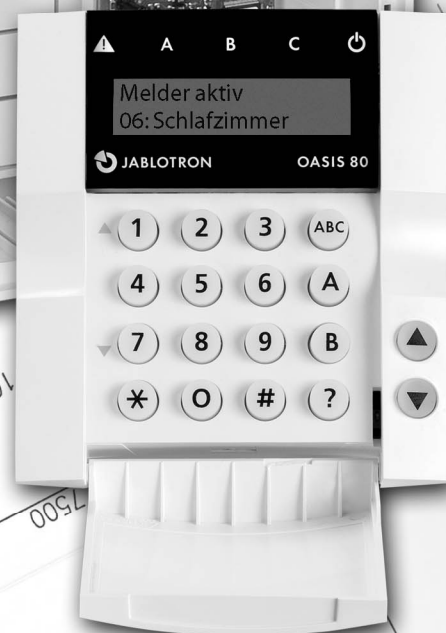 A B C
Melder aktiv
06: Schlafzimmer
JABLOTRON OASIS 80
1 2 3 ABC
4 5 6 A
7 8 9 B
* 0 # ?
7500